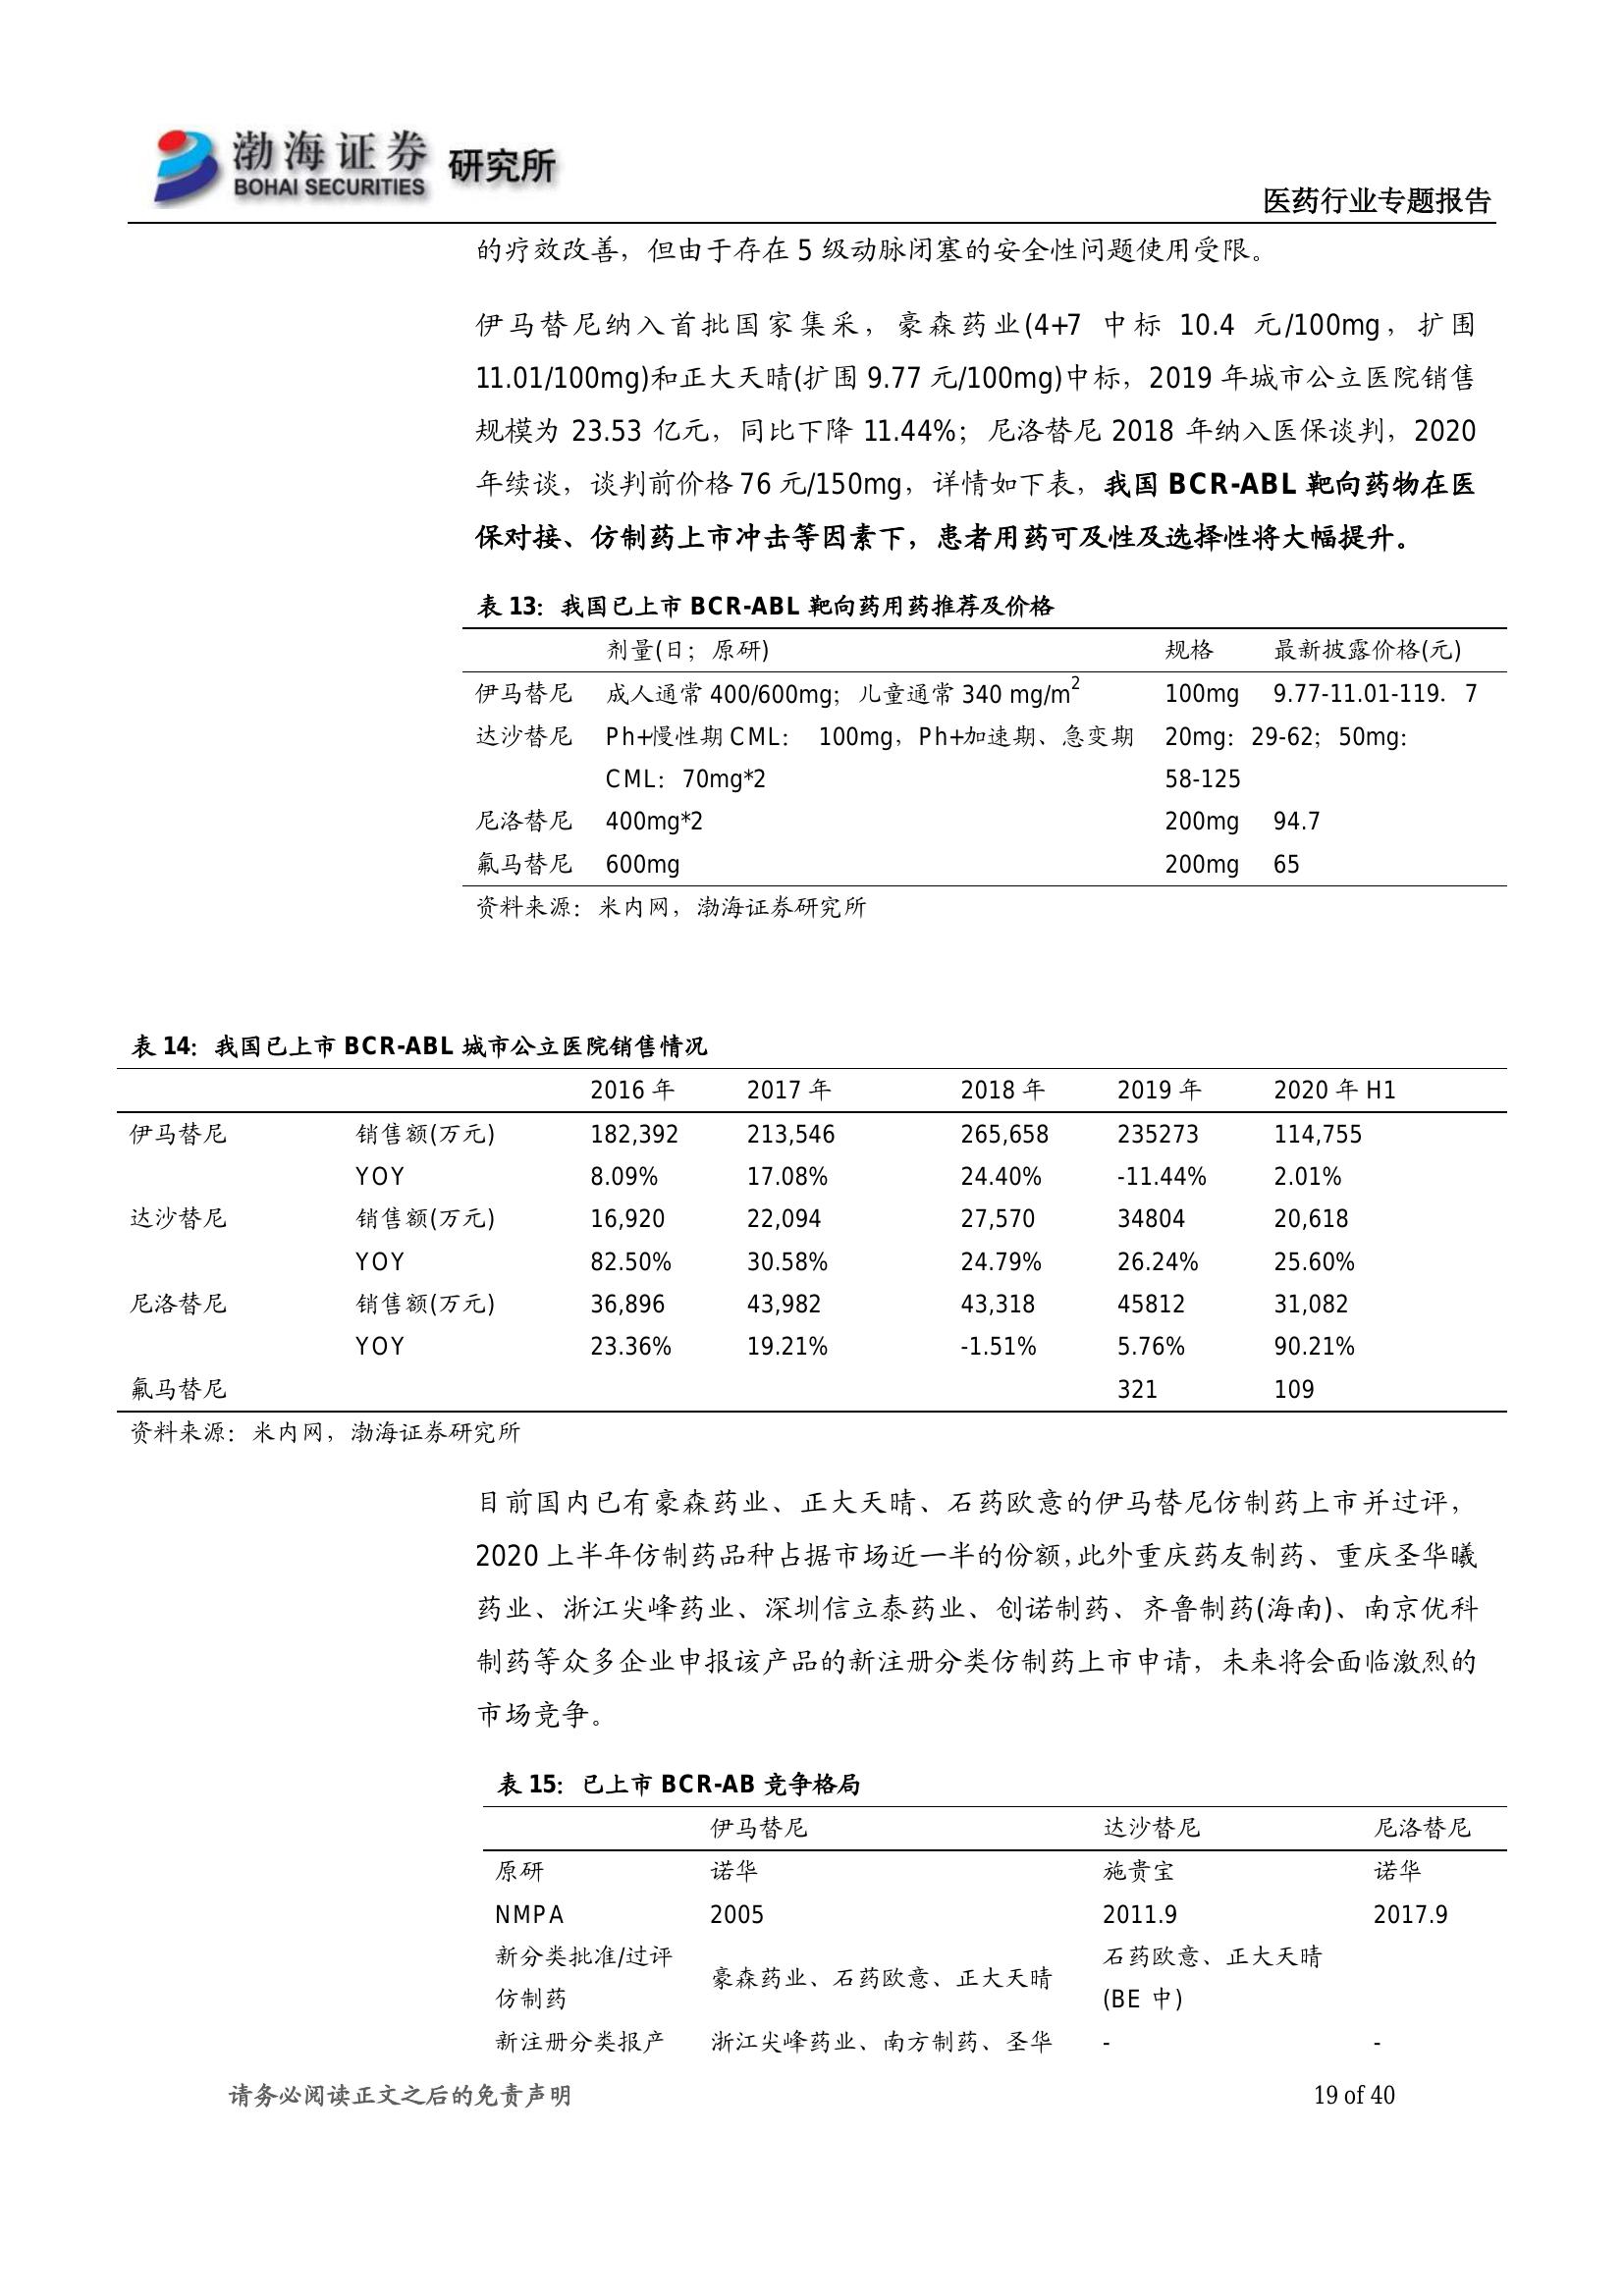 渤海证券 研究所
BOHAI SECURITIES
医药行业专题报告
的疗效改善，但由于存在 5 级动脉闭塞的安全性问题使用受限。
伊马替尼纳入首批国家集采，豪森药业(4+7 中标 10.4 元/100mg，扩围
11.01/100mg)和正大天晴(扩围 9.77 元/100mg)中标，2019 年城市公立医院销售
规模为 23.53 亿元，同比下降 11.44%；尼洛替尼 2018 年纳入医保谈判，2020
年续谈，谈判前价格 76 元/150mg，详情如下表，我国 BCR-ABL 靶向药物在医
保对接、仿制药上市冲击等因素下，患者用药可及性及选择性将大幅提升。
表 13：我国已上市 BCR-ABL 靶向药用药推荐及价格
剂量(日；原研) 规格 最新披露价格(元)
伊马替尼 成人通常 400/600mg；儿童通常 340 mg/m² 100mg 9.77-11.01-119. 7
达沙替尼 Ph+慢性期 CML： 100mg，Ph+加速期、急变期 20mg：29-62；50mg：
CML：70mg*2 58-125
尼洛替尼 400mg*2 200mg 94.7
氟马替尼 600mg 200mg 65
资料来源：米内网，渤海证券研究所
表 14：我国已上市 BCR-ABL 城市公立医院销售情况
2016 年 2017 年 2018 年 2019 年 2020 年 H1
伊马替尼 销售额(万元) 182,392 213,546 265,658 235273 114,755
YOY 8.09% 17.08% 24.40% -11.44% 2.01%
达沙替尼 销售额(万元) 16,920 22,094 27,570 34804 20,618
YOY 82.50% 30.58% 24.79% 26.24% 25.60%
尼洛替尼 销售额(万元) 36,896 43,982 43,318 45812 31,082
YOY 23.36% 19.21% -1.51% 5.76% 90.21%
氟马替尼 321 109
资料来源：米内网，渤海证券研究所
目前国内已有豪森药业、正大天晴、石药欧意的伊马替尼仿制药上市并过评，
2020 上半年仿制药品种占据市场近一半的份额，此外重庆药友制药、重庆圣华曦
药业、浙江尖峰药业、深圳信立泰药业、创诺制药、齐鲁制药(海南)、南京优科
制药等众多企业申报该产品的新注册分类仿制药上市申请，未来将会面临激烈的
市场竞争。
表 15：已上市 BCR-AB 竞争格局
伊马替尼 达沙替尼 尼洛替尼
原研 诺华 施贵宝 诺华
NMPA 2005 2011.9 2017.9
新分类批准/过评 石药欧意、正大天晴
豪森药业、石药欧意、正大天晴
仿制药 (BE 中)
新注册分类报产 浙江尖峰药业、南方制药、圣华 - -
请务必阅读正文之后的免责声明 19 of 40